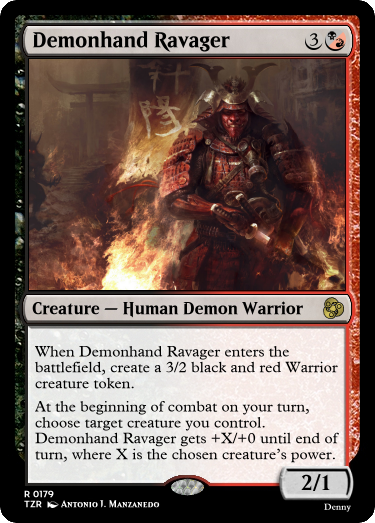 Demonhand Ravager 3
Creature — Human Demon Warrior
When Demonhand Ravager enters the
battlefield, create a 3/2 black and red Warrior
creature token.
At the beginning of combat on your turn,
choose target creature you control.
Demonhand Ravager gets +X/+0 until end of
turn, where X is the chosen creature's power.
2/1
R 0179
TZR Antonio J. Manzanedo
Denny